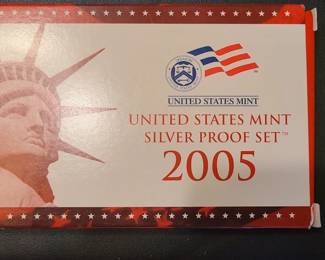 UNITED STATES MINT
UNITED STATES MINT
SILVER PROOF SET™
2005